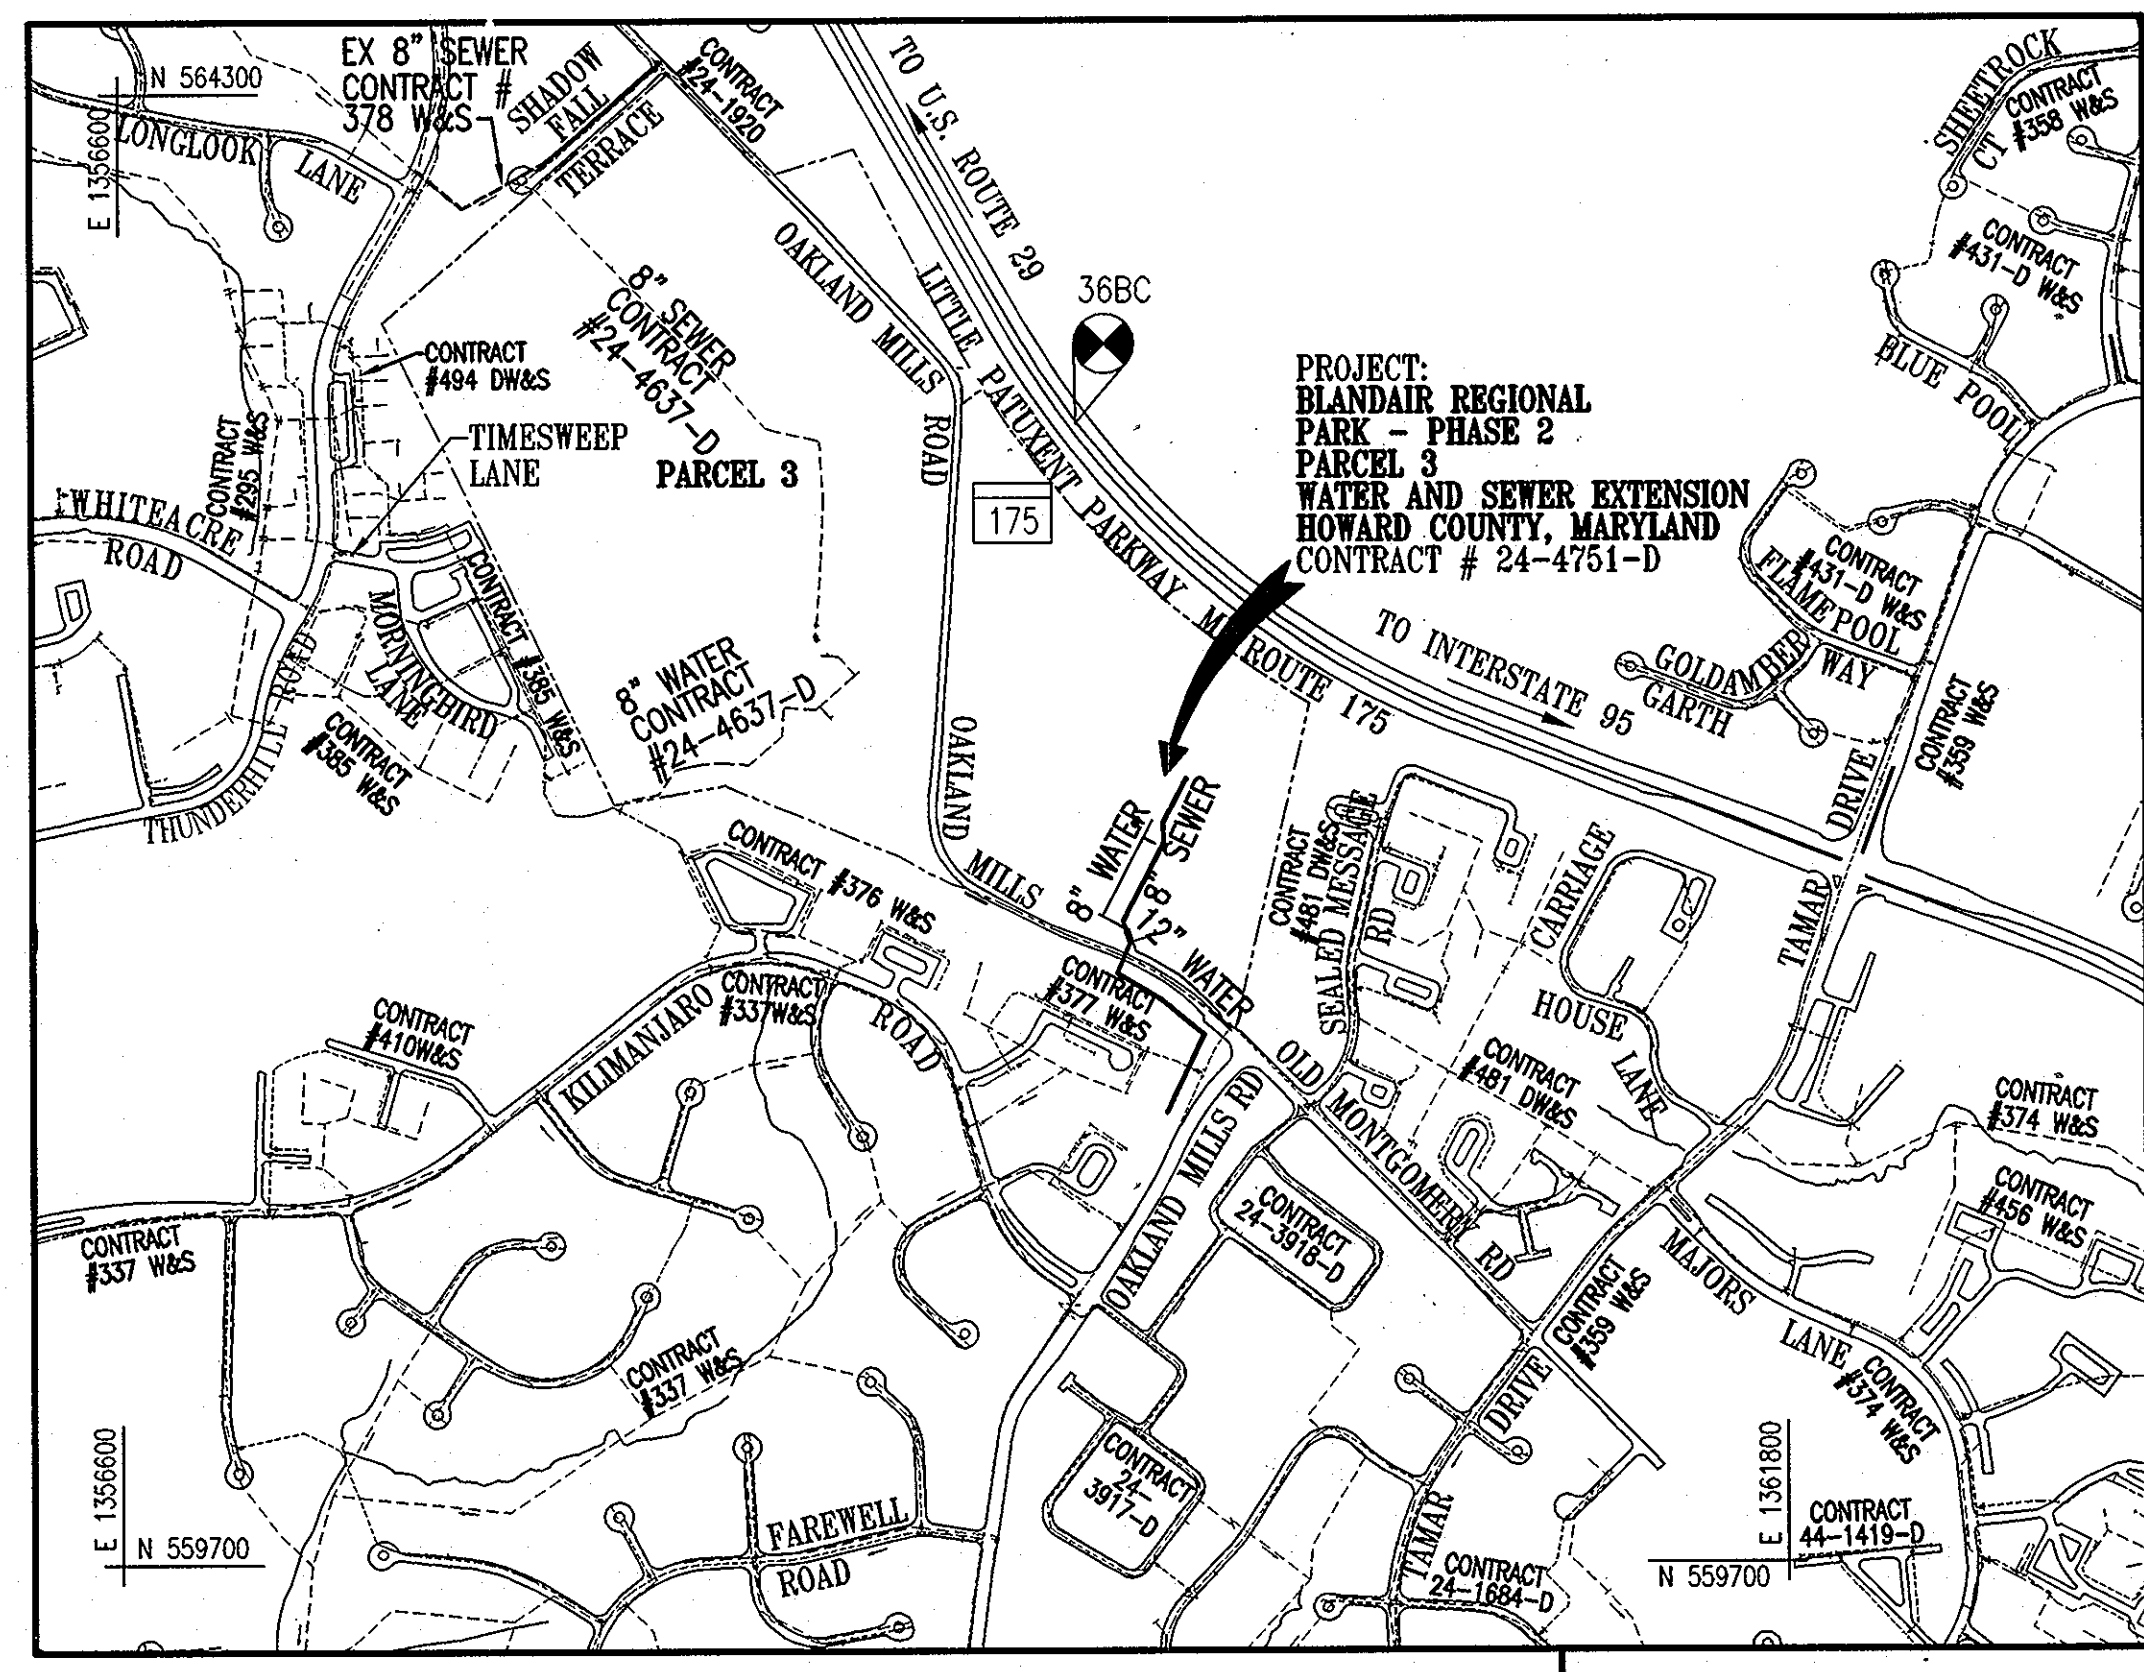 EX 8" SEWER
CONTRACT #
378 W&S
N 564300
E 1356600
LONGLOOK
LANE
SHADOW
FALL
TERRACE
CONTRACT
#24-1920
TO U.S. ROUTE 29
SHEETROCK
CT
CONTRACT
#358 W&S
CONTRACT
#431-D W&S
BLUE POOL
OAKLAND MILLS
ROAD
LITTLE PATUXENT PARKWAY
ROUTE 175
36BC
8" SEWER
CONTRACT
#24-4637-D
PARCEL 3
CONTRACT
#494 DW&S
TIMESWEEP
LANE
CONTRACT
#295 W&S
WHITEACRE
ROAD
175
PROJECT:
BLANDAIR REGIONAL
PARK - PHASE 2
PARCEL 3
WATER AND SEWER EXTENSION
HOWARD COUNTY, MARYLAND
CONTRACT # 24-4751-D
CONTRACT
#431-D W&S
FLAMEPOOL
WAY
GOLDAMBER
GARTH
TO INTERSTATE 95
CONTRACT #385 W&S
MORNINGBIRD
LANE
CONTRACT
#385 W&S
THUNDERHILL ROAD
8" WATER
CONTRACT
#24-4637-D
OAKLAND
MILLS
CONTRACT
#359 W&S
TAMAR
DRIVE
8" WATER
8" SEWER
12" WATER
CONTRACT
#481 DW&S
SEALED MESSAGE
RD
CARRIAGE
HOUSE
LANE
CONTRACT #376 W&S
CONTRACT
#337W&S
KILIMANJARO
ROAD
CONTRACT
#377 W&S
CONTRACT
#410W&S
OLD
MONTGOMERY RD
CONTRACT
#481 DW&S
CONTRACT
#374 W&S
CONTRACT
#456 W&S
OAKLAND MILLS RD
CONTRACT
24-3918-D
MAJORS
LANE
CONTRACT
#337 W&S
CONTRACT
#359 W&S
CONTRACT
#337 W&S
CONTRACT
#374 W&S
DRIVE
TAMAR
CONTRACT
24-
3917-D
E 1356600
N 559700
FAREWELL
ROAD
CONTRACT
24-1684-D
E 1361800
N 559700
CONTRACT
44-1419-D